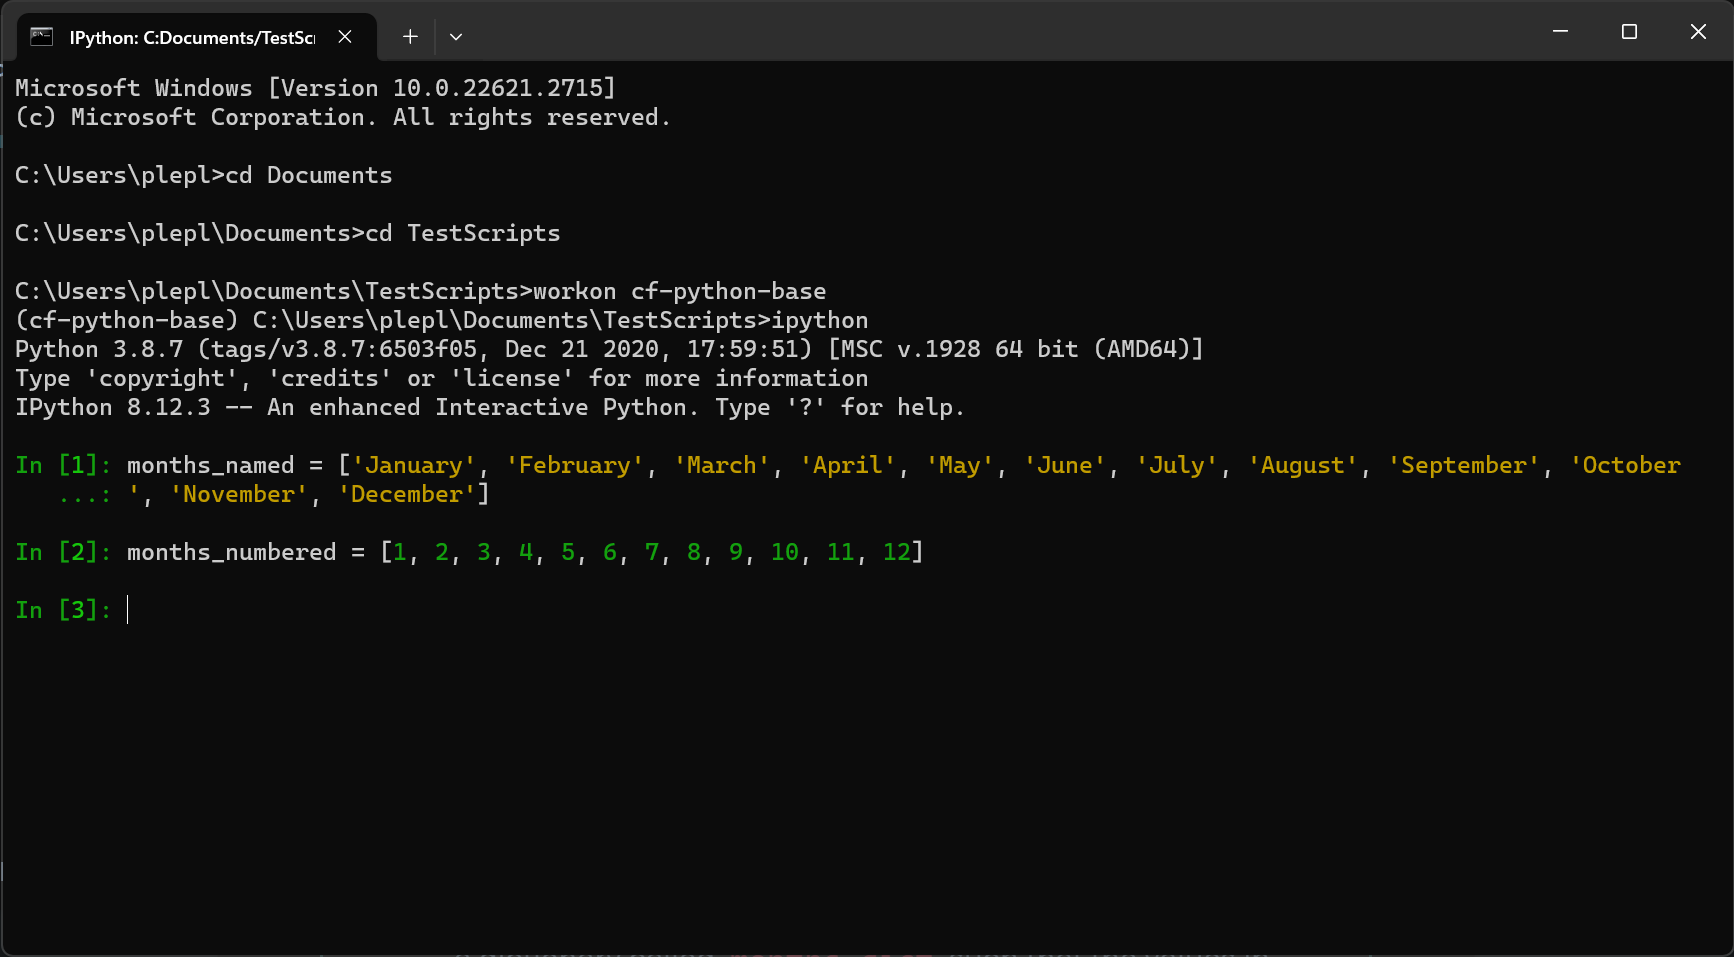 IPython: C:Documents/TestSc
Microsoft Windows [Version 10.0.22621.2715]
(c) Microsoft Corporation. All rights reserved.
C:\Users\plepl>cd Documents
C:\Users\plepl\Documents>cd TestScripts
C:\Users\plepl\Documents\TestScripts>workon cf-python-base
(cf-python-base) C:\Users\plepl\Documents\TestScripts>ipython
Python 3.8.7 (tags/v3.8.7:6503f05, Dec 21 2020, 17:59:51) [MSC v.1928 64 bit (AMD64)]
Type 'copyright', 'credits' or 'license' for more information
IPython 8.12.3 -- An enhanced Interactive Python. Type '?' for help.
In [1]: months_named = ['January', 'February', 'March', 'April', 'May', 'June', 'July', 'August', 'September', 'October
...: ', 'November', 'December']
In [2]: months_numbered = [1, 2, 3, 4, 5, 6, 7, 8, 9, 10, 11, 12]
In [3]: